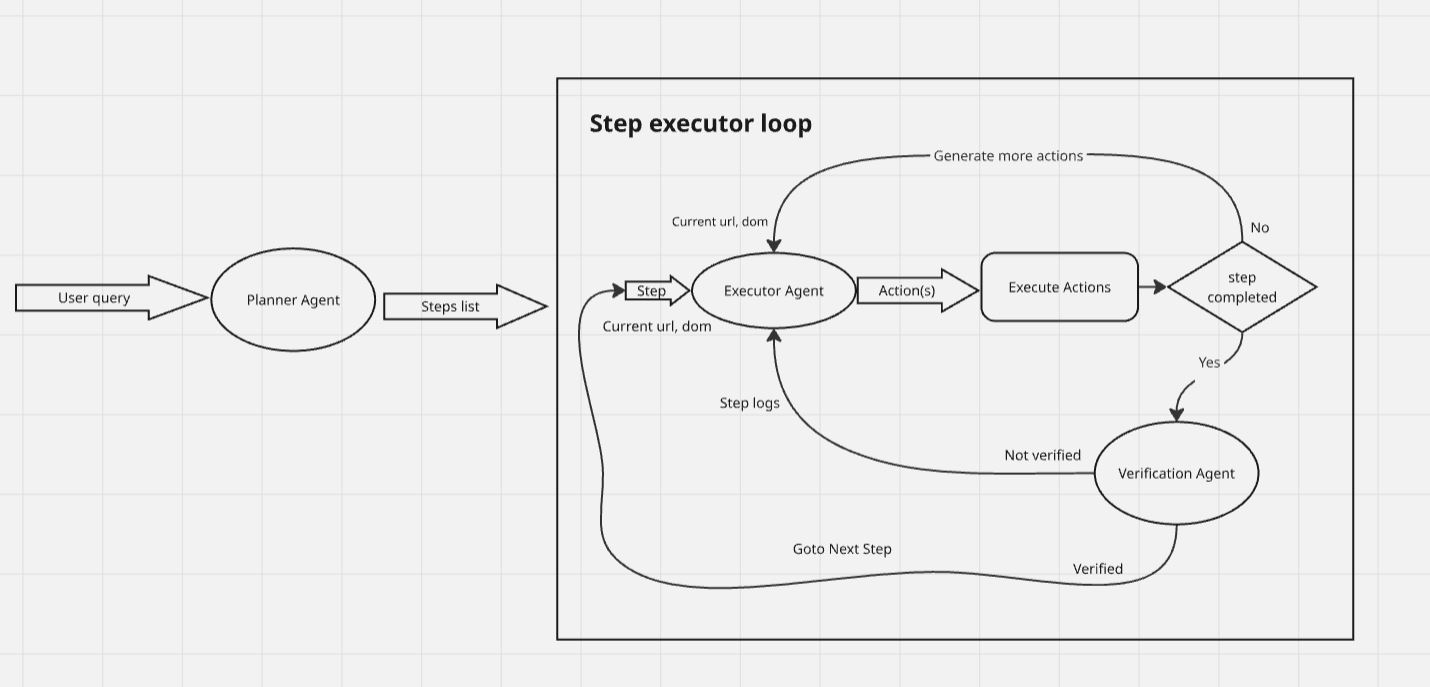 Step executor loop
Generate more actions
Current url, dom
No
User query
Planner Agent
Steps list
Step
Executor Agent
Action(s)
Execute Actions
step
completed
Current url, dom
Yes
Step logs
Not verified
Verification Agent
Goto Next Step
Verified